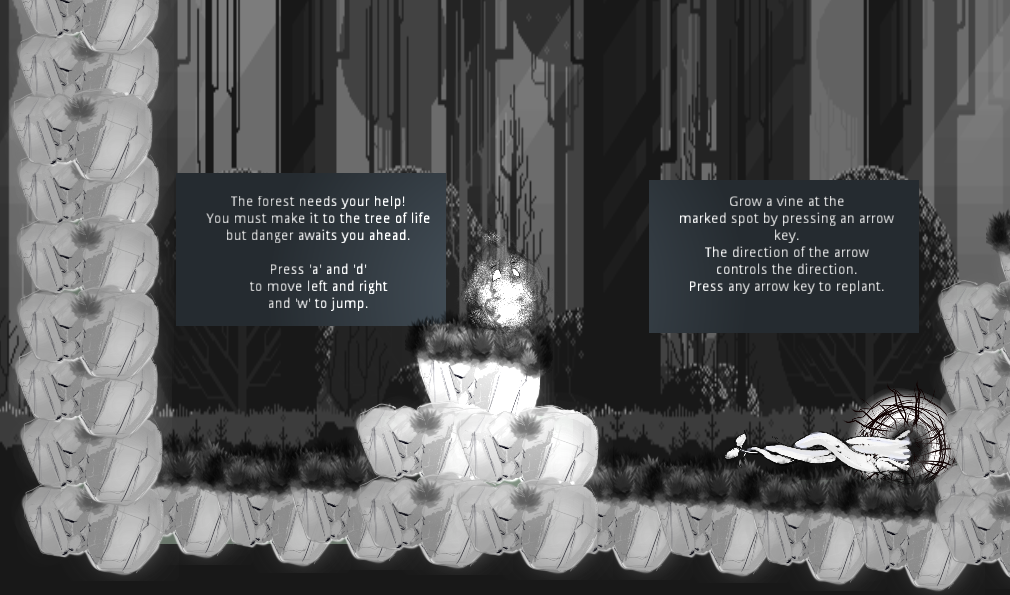 The forest needs your help!
You must make it to the tree of life
but danger awaits you ahead.
Press 'a' and 'd'
to move left and right
and 'w' to jump.
Grow a vine at the
marked spot by pressing an arrow
key.
The direction of the arrow
controls the direction.
Press any arrow key to replant.